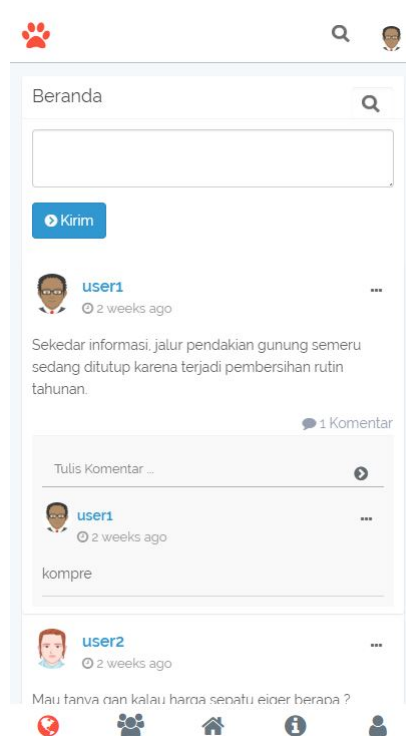 Beranda
Kirim
user1
2 weeks ago
Sekedar informasi, jalur pendakian gunung semeru
sedang ditutup karena terjadi pembersihan rutin
tahunan.
1 Komentar
Tulis Komentar ...
user1
2 weeks ago
kompre
user2
2 weeks ago
Mau tanya gan kalau harga sepatu eiger berapa ?